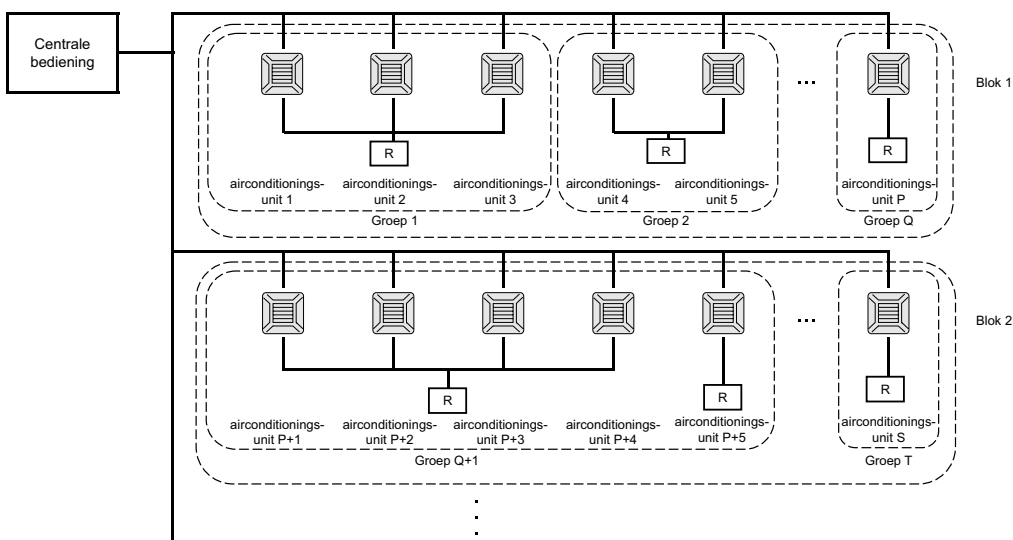 Centrale
bediening
Blok 1
...
R
R
R
airconditionings-
unit 1
airconditionings-
unit 2
airconditionings-
unit 3
airconditionings-
unit 4
airconditionings-
unit 5
airconditionings-
unit P
Groep 1
Groep 2
Groep Q
Blok 2
...
R
R
R
airconditionings-
unit P+1
airconditionings-
unit P+2
airconditionings-
unit P+3
airconditionings-
unit P+4
airconditionings-
unit P+5
airconditionings-
unit S
Groep Q+1
Groep T